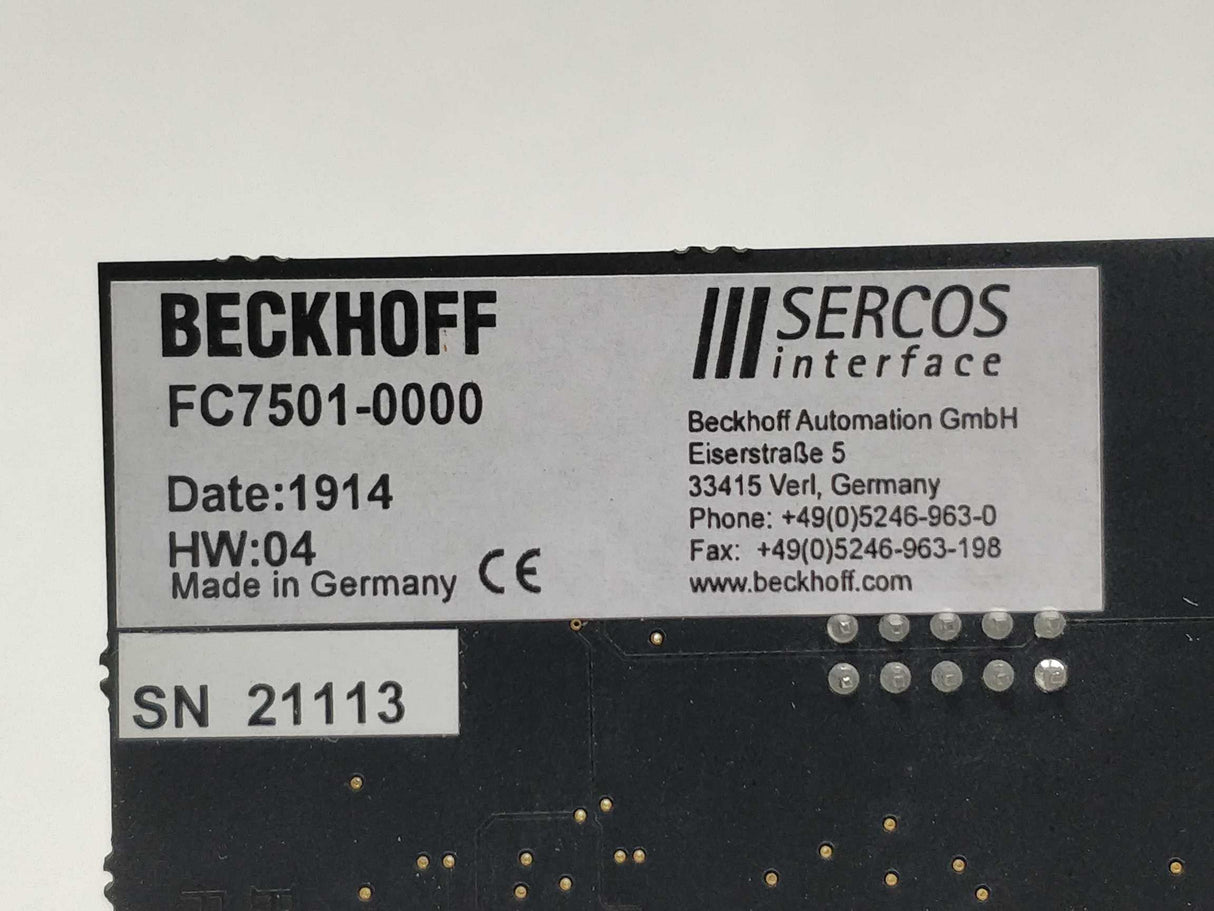 BECKHOFF
FC7501-0000
Date:1914
HW:04
Made in Germany CE
SERCOS
interface
Beckhoff Automation GmbH
Eiserstraße 5
33415 Verl, Germany
Phone: +49(0)5246-963-0
Fax: +49(0)5246-963-198
www.beckhoff.com
SN 21113